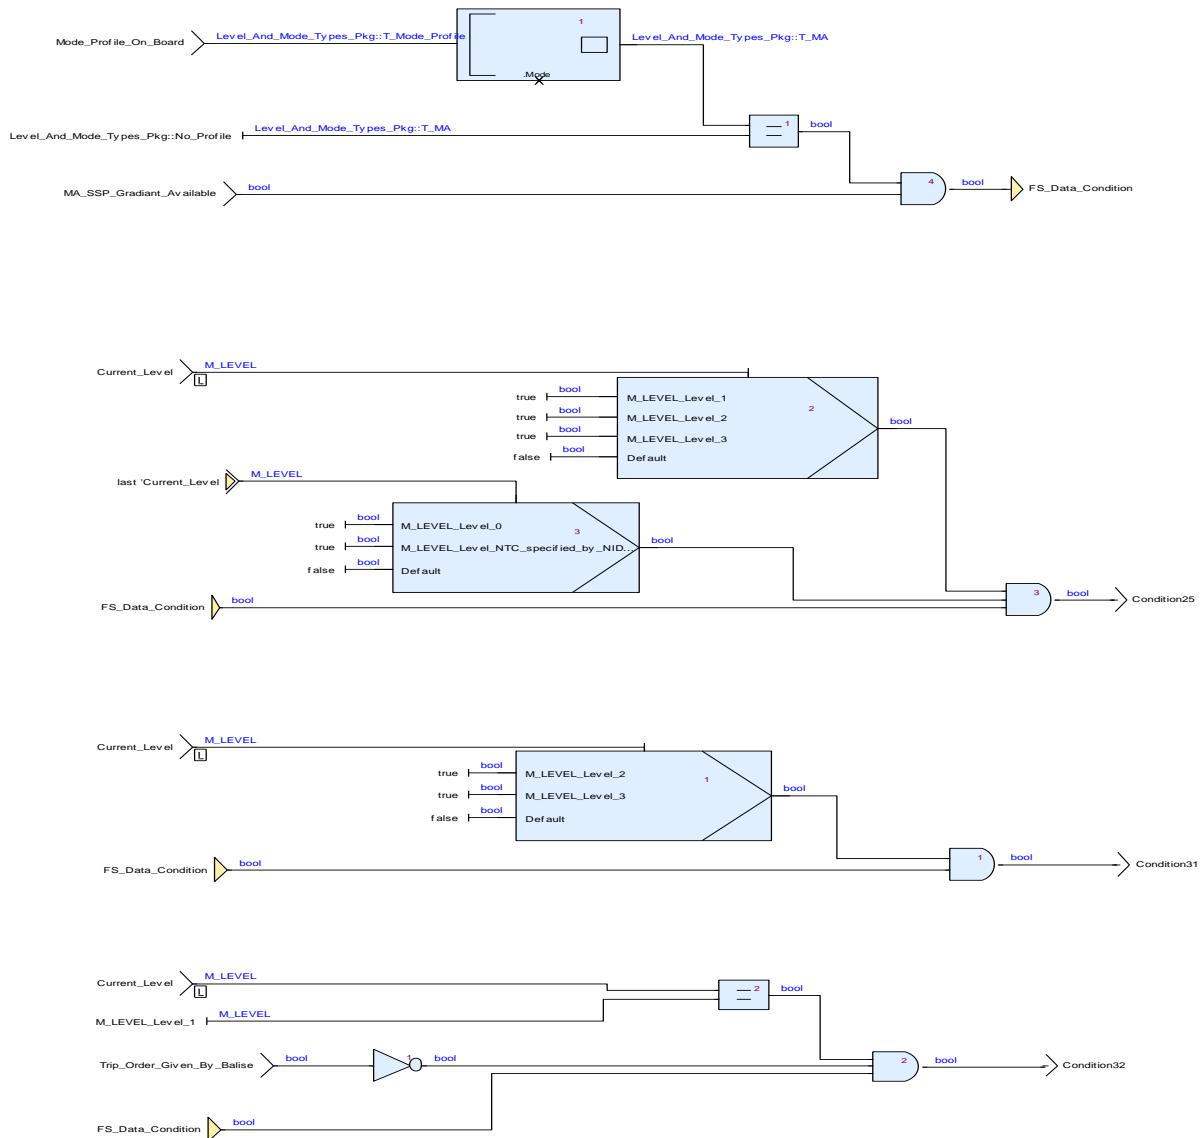 1
Mode_Profile_On_Board
Level_And_Mode_Types_Pkg::T_Mode_Profile
Level_And_Mode_Types_Pkg::T_MA
.Mode
Level_And_Mode_Types_Pkg::No_Profile
Level_And_Mode_Types_Pkg::T_MA
1
bool
MA_SSP_Gradiant_Available
bool
4
bool
FS_Data_Condition
Current_Level
M_LEVEL
L
true
bool
M_LEVEL_Level_1
2
true
bool
M_LEVEL_Level_2
bool
true
bool
M_LEVEL_Level_3
false
bool
Default
last 'Current_Level
M_LEVEL
true
bool
M_LEVEL_Level_0
3
true
bool
M_LEVEL_Level_NTC_specified_by_NID...
bool
false
bool
Default
FS_Data_Condition
bool
3
bool
Condition25
Current_Level
M_LEVEL
L
true
bool
M_LEVEL_Level_2
1
true
bool
M_LEVEL_Level_3
bool
false
bool
Default
FS_Data_Condition
bool
1
bool
Condition31
Current_Level
M_LEVEL
L
2
bool
M_LEVEL_Level_1
M_LEVEL
Trip_Order_Given_By_Balise
bool
1
bool
2
bool
Condition32
FS_Data_Condition
bool